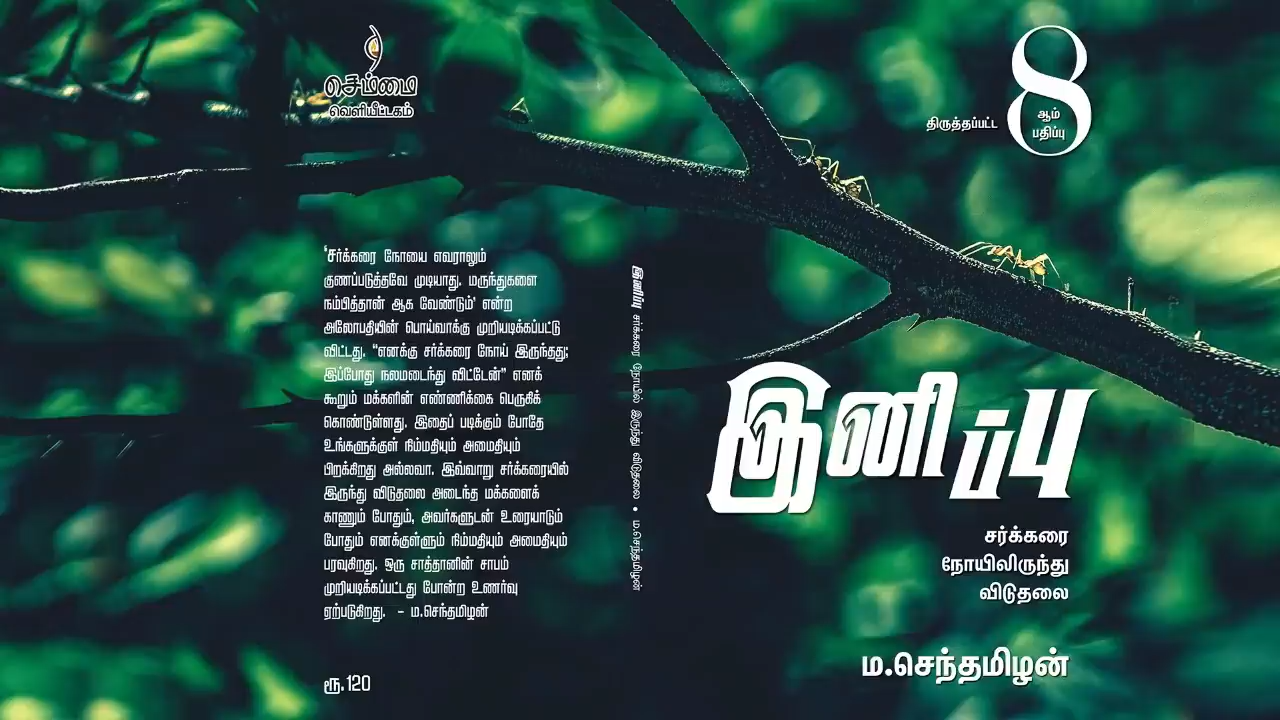 செம்மை
வெளியீட்டகம்
‘சர்க்கரை நோயை எவராலும்
குணப்படுத்தவே முடியாது. மருந்துகளை
நம்பித்தான் ஆக வேண்டும்’ என்ற
அலோபதியின் பொய்வாக்கு முறியடிக்கப்பட்டு
விட்டது. “எனக்கு சர்க்கரை நோய் இருந்தது;
இப்போது நலமடைந்து விட்டேன்” எனக்
கூறும் மக்களின் எண்ணிக்கை பெருகிக்
கொண்டுள்ளது. இதைப் படிக்கும் போதே
உங்களுக்குள் நிம்மதியும் அமைதியும்
பிறக்கிறது அல்லவா. இவ்வாறு சர்க்கரையில்
இருந்து விடுதலை அடைந்த மக்களைக்
காணும் போதும், அவர்களுடன் உரையாடும்
போதும் எனக்குள்ளும் நிம்மதியும் அமைதியும்
பரவுகிறது. ஒரு சாத்தானின் சாபம்
முறியடிக்கப்பட்டது போன்ற உணர்வு
ஏற்படுகிறது. - ம.செந்தமிழன்
ரூ. 120
இனிப்பு சர்க்கரை நோயில் இருந்து விடுதலை • ம.செந்தமிழன்
திருத்தப்பட்ட 8
ஆம்
பதிப்பு
இனிப்பு
சர்க்கரை
நோயிலிருந்து
விடுதலை
ம.செந்தமிழன்